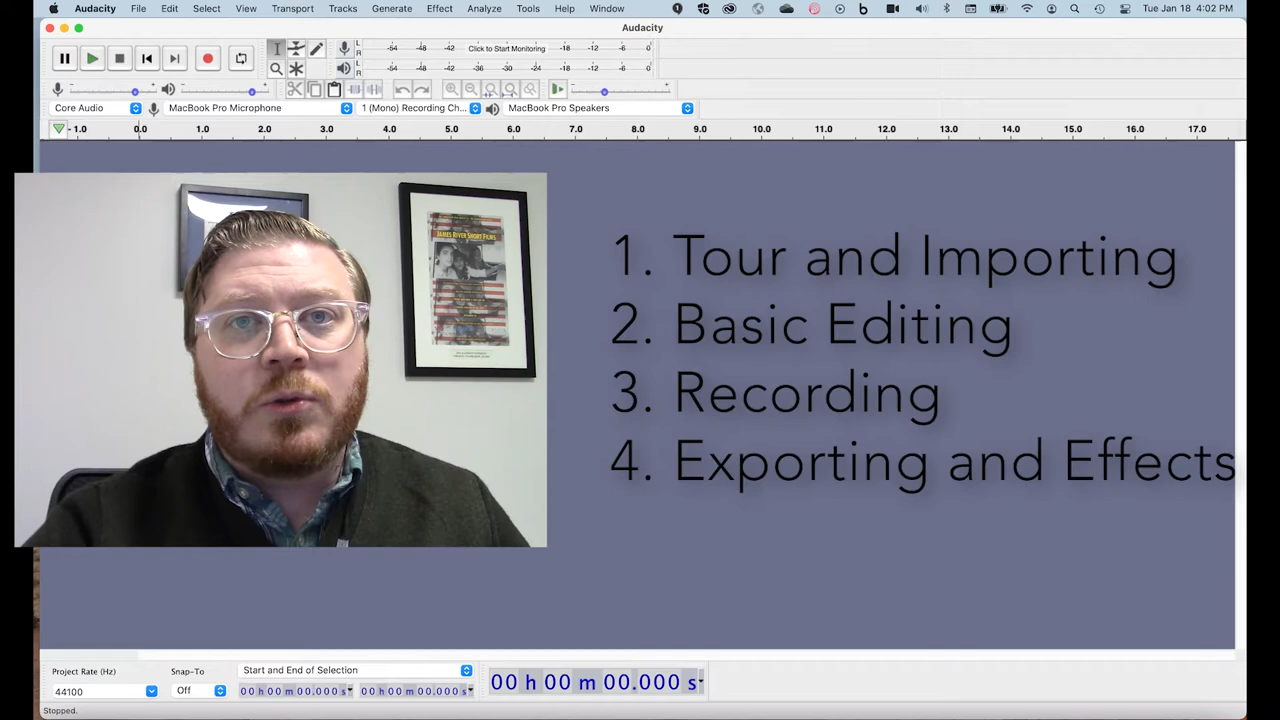 Audacity File Edit Select View Transport Tracks Generate Effect Analyze Tools Help Window Tue Jan 18 4:02 PM
Audacity
L R -54 -48 -42 Click to Start Monitoring -18 -12 -6 0
L R -54 -48 -42 -36 -30 -24 -18 -12 -6 0
Core Audio MacBook Pro Microphone 1 (Mono) Recording Ch... MacBook Pro Speakers
- 1.0 0.0 1.0 2.0 3.0 4.0 5.0 6.0 7.0 8.0 9.0 10.0 11.0 12.0 13.0 14.0 15.0 16.0 17.0
JAMES RIVER SHORT FILMS
1. Tour and Importing
2. Basic Editing
3. Recording
4. Exporting and Effects
Project Rate (Hz) Snap-To Start and End of Selection
44100 Off 00 h 00 m 00.000 s 00 h 00 m 00.000 s 00 h 00 m 00.000 s
Stopped.